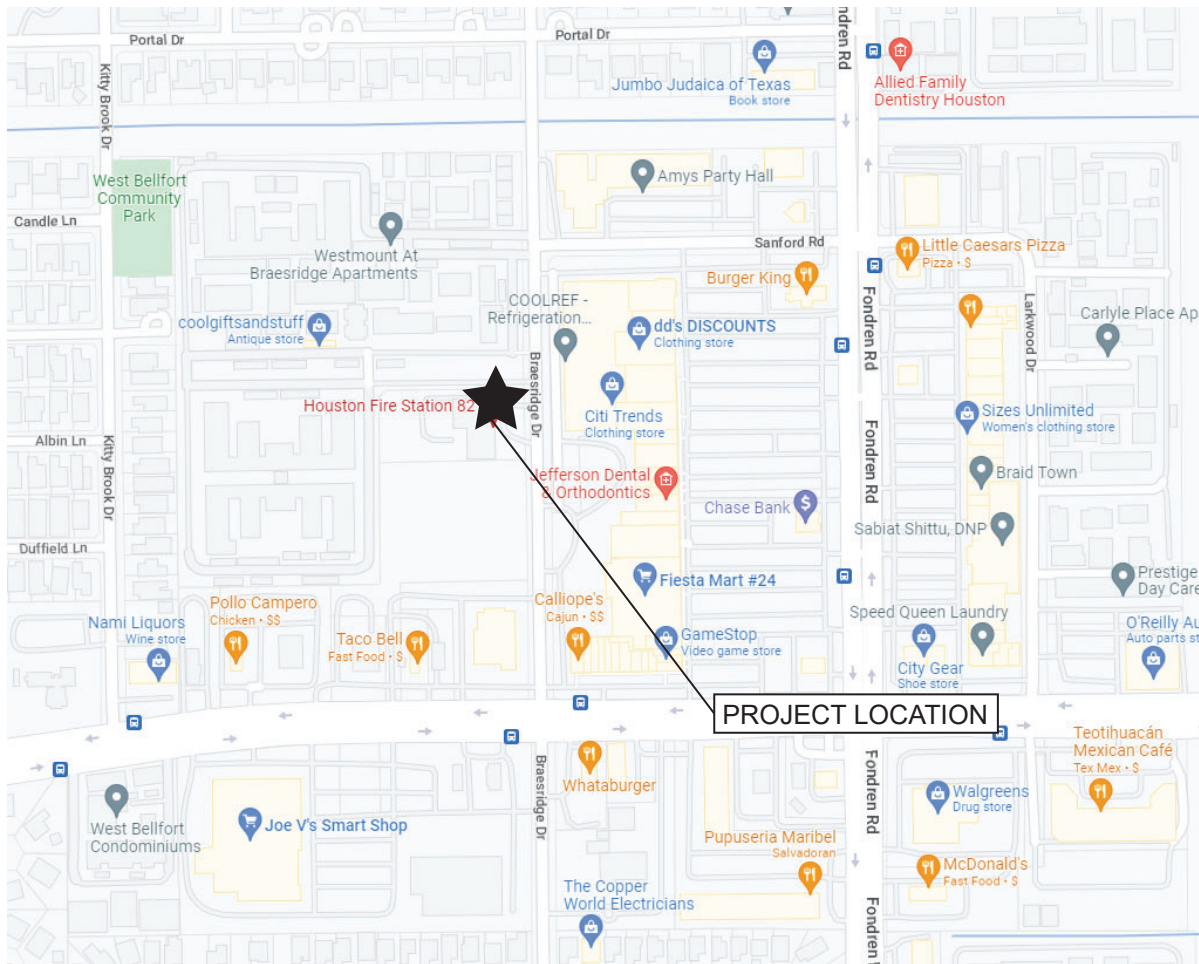 Portal Dr
Portal Dr
Fondren Rd
Kitty Brook Dr
Jumbo Judaica of Texas
Book store
Allied Family
Dentistry Houston
West Bellfort
Community
Park
Amys Party Hall
Candle Ln
Westmount At
Braesridge Apartments
Sanford Rd
Little Caesars Pizza
Pizza • $
Burger King
COOLREF -
Refrigeration...
Fondren Rd
Larkwood Dr
coolgiftsandstuff
Antique store
dd's DISCOUNTS
Clothing store
Carlyle Place Ap
Braesridge Dr
Houston Fire Station 82
Citi Trends
Clothing store
Sizes Unlimited
Women's clothing store
Albin Ln
Kitty Brook Dr
Fondren Rd
Jefferson Dental
& Orthodontics
Braid Town
Chase Bank
Sabiat Shittu, DNP
Duffield Ln
Fiesta Mart #24
Prestige
Day Care
Pollo Campero
Chicken • $$
Calliope's
Cajun • $$
Speed Queen Laundry
Nami Liquors
Wine store
Taco Bell
Fast Food • $
GameStop
Video game store
O'Reilly Au
Auto parts st
City Gear
Shoe store
PROJECT LOCATION
Teotihuacán
Mexican Café
Tex Mex • $
Braesridge Dr
Whataburger
Fondren Rd
Walgreens
Drug store
West Bellfort
Condominiums
Joe V's Smart Shop
Pupuseria Maribel
Salvadoran
McDonald's
Fast Food • $
The Copper
World Electricians
Fondren